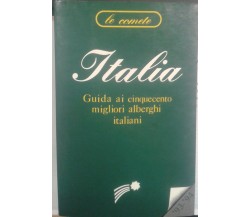 le comete
Italia
Guida ai cinquecento
migliori alberghi
italiani